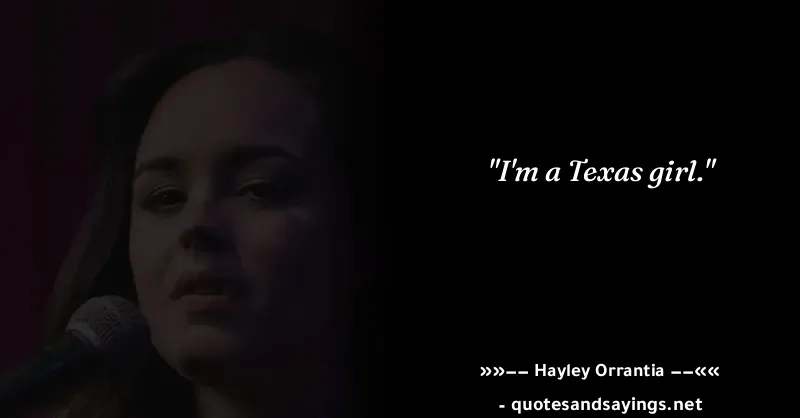 "I'm a Texas girl."
»»−− Hayley Orrantia −−««
- quotesandsayings.net